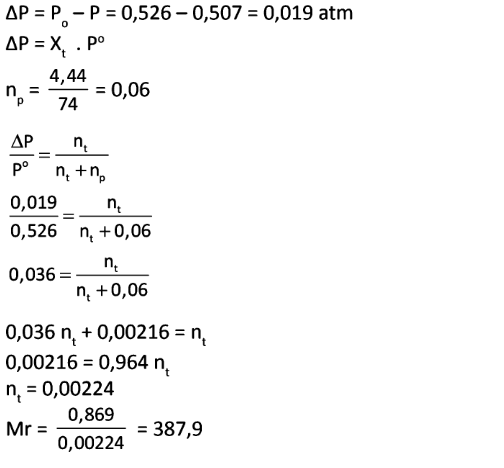 ΔP = Pₒ – P = 0,526 – 0,507 = 0,019 atm
ΔP = Xₜ . Pº
nₚ = 4,44 / 74 = 0,06
ΔP / Pº = nₜ / nₜ + nₚ
0,019 / 0,526 = nₜ / nₜ + 0,06
0,036 = nₜ / nₜ + 0,06
0,036 nₜ + 0,00216 = nₜ
0,00216 = 0,964 nₜ
nₜ = 0,00224
Mr = 0,869 / 0,00224 = 387,9